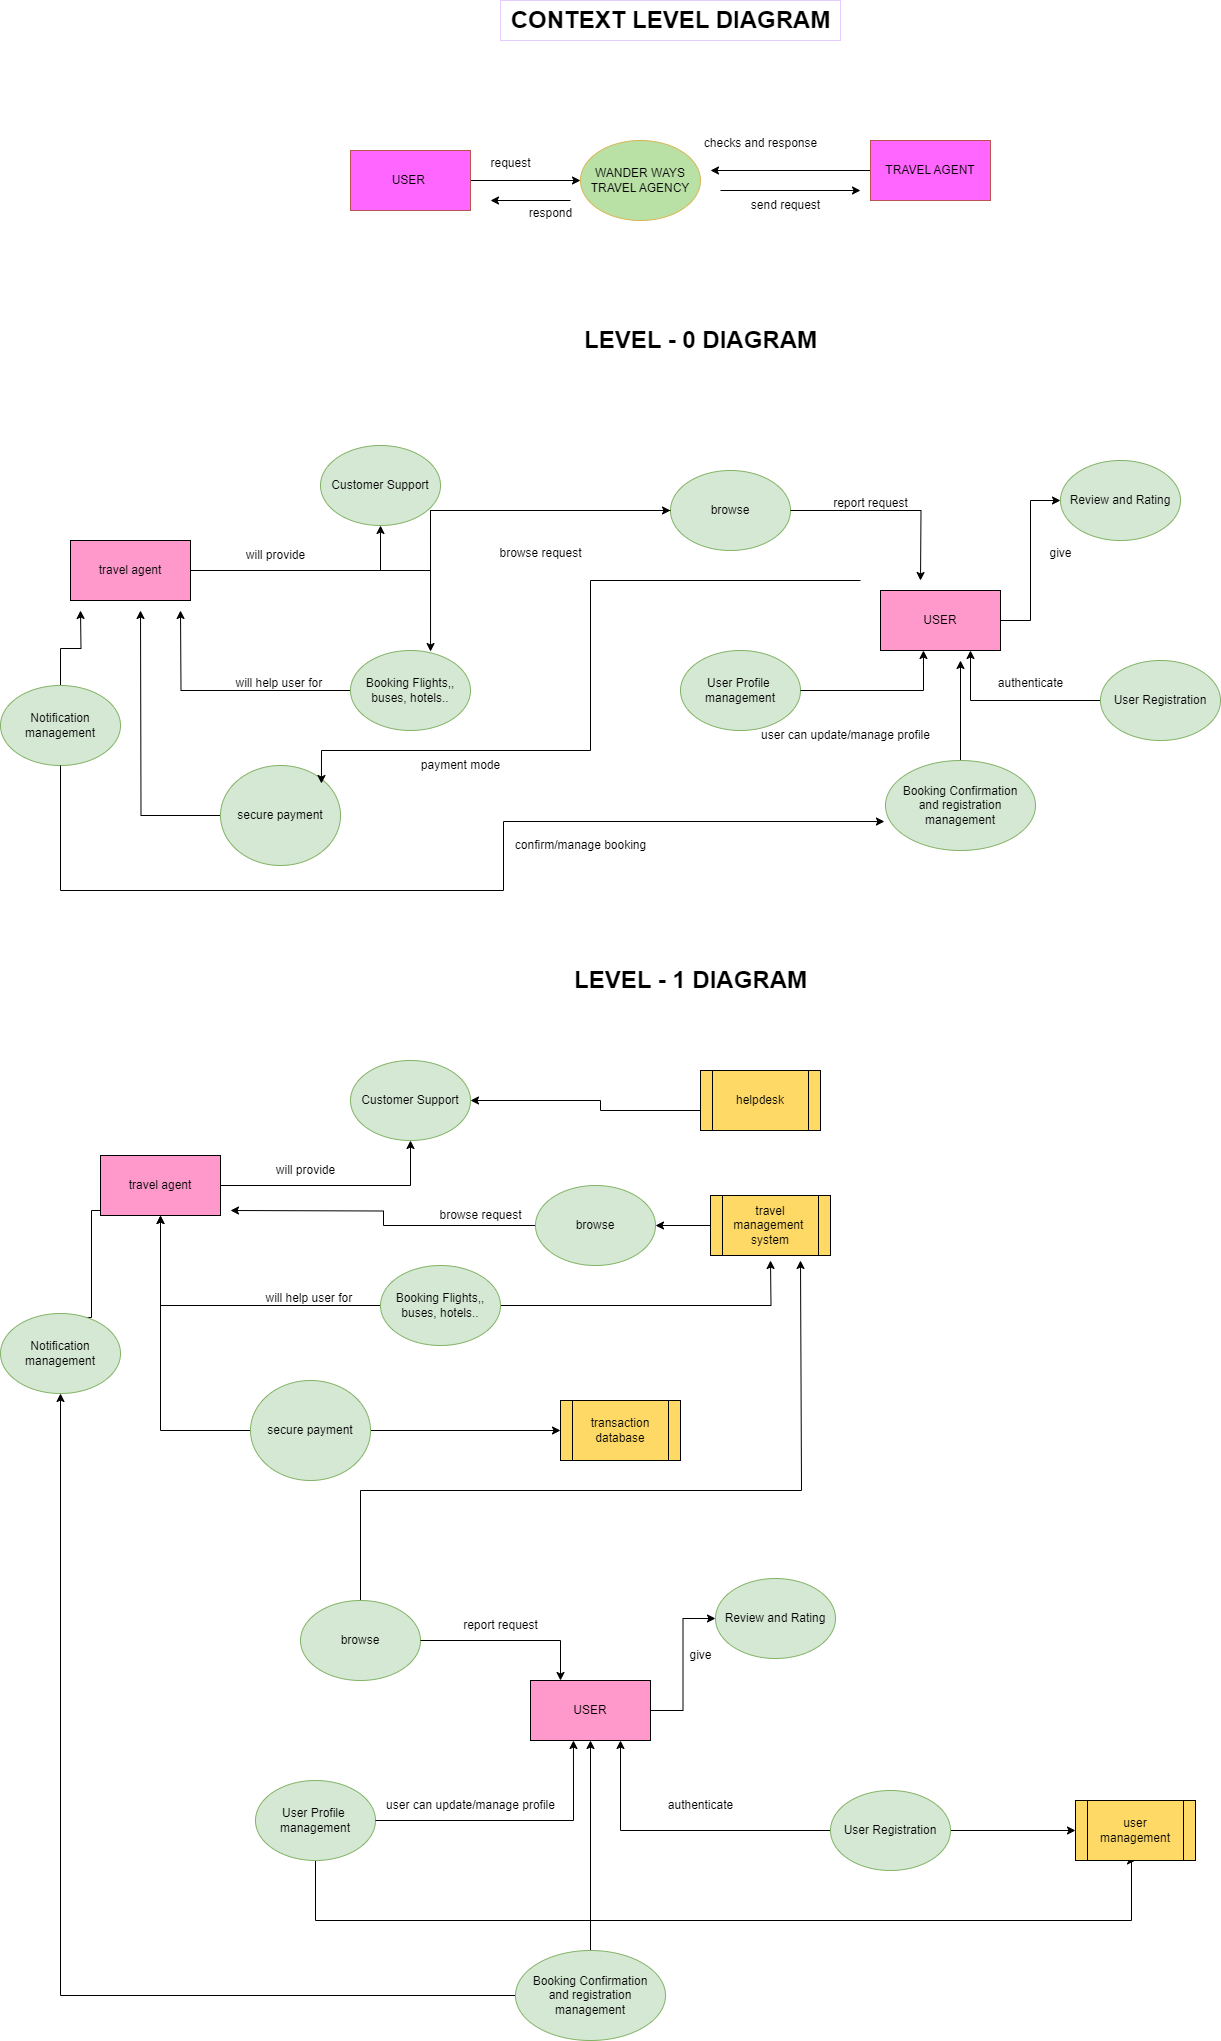 CONTEXT LEVEL DIAGRAM
checks and response
request
USER
WANDER WAYS
TRAVEL AGENCY
TRAVEL AGENT
respond
send request
LEVEL - 0 DIAGRAM
Customer Support
browse
report request
Review and Rating
will provide
browse request
give
travel agent
USER
will help user for
Booking Flights,,
buses, hotels..
User Profile
management
authenticate
User Registration
Notification
management
user can update/manage profile
payment mode
secure payment
Booking Confirmation
and registration
management
confirm/manage booking
LEVEL - 1 DIAGRAM
Customer Support
helpdesk
will provide
travel agent
browse request
browse
travel
management
system
will help user for
Booking Flights,,
buses, hotels..
Notification
management
secure payment
transaction
database
browse
report request
Review and Rating
give
USER
User Profile
management
user can update/manage profile
authenticate
User Registration
user
management
Booking Confirmation
and registration
management